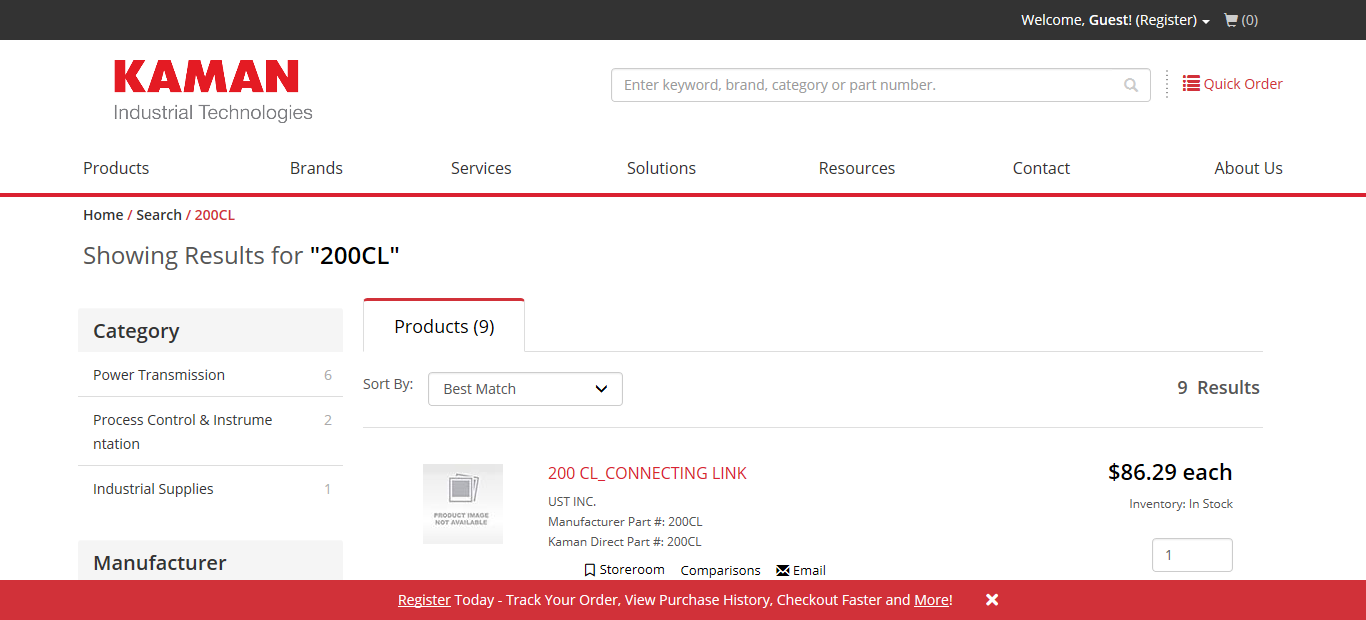 Welcome, Guest! (Register) (0)
KAMAN
Industrial Technologies
Enter keyword, brand, category or part number.
Quick Order
Products Brands Services Solutions Resources Contact About Us
Home / Search / 200CL
Showing Results for "200CL"
Category
Power Transmission 6
Process Control & Instrume 2
ntation
Industrial Supplies 1
Manufacturer
Products (9)
Sort By: Best Match 9 Results
PRODUCT IMAGE
NOT AVAILABLE
200 CL_CONNECTING LINK
UST INC.
Manufacturer Part #: 200CL
Kaman Direct Part #: 200CL
Storeroom Comparisons Email
$86.29 each
Inventory: In Stock
1
Register Today - Track Your Order, View Purchase History, Checkout Faster and More!